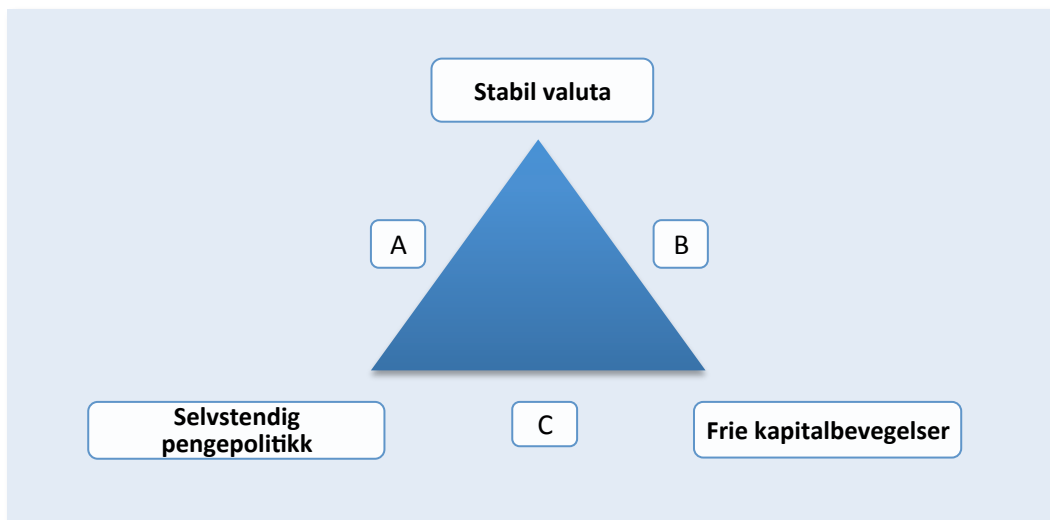 Stabil valuta
A
B
Selvstendig
pengepolitikk
C
Frie kapitalbevegelser